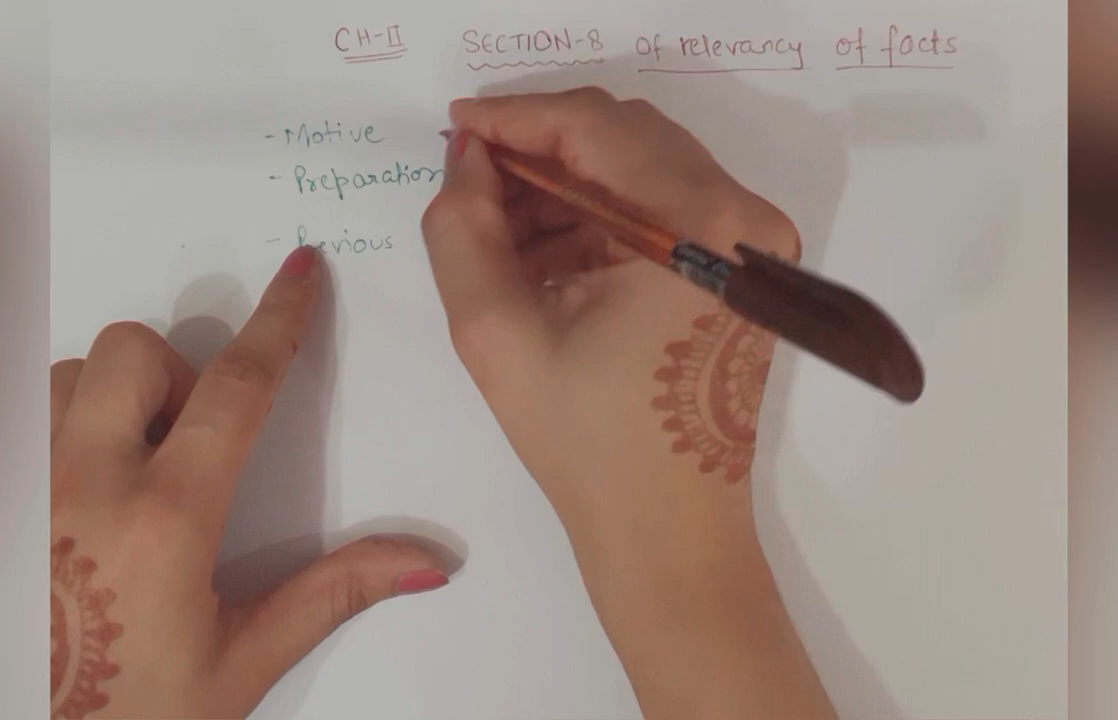 CH-II SECTION-8 of relevancy of facts
- Motive
- Preparation
- Previous